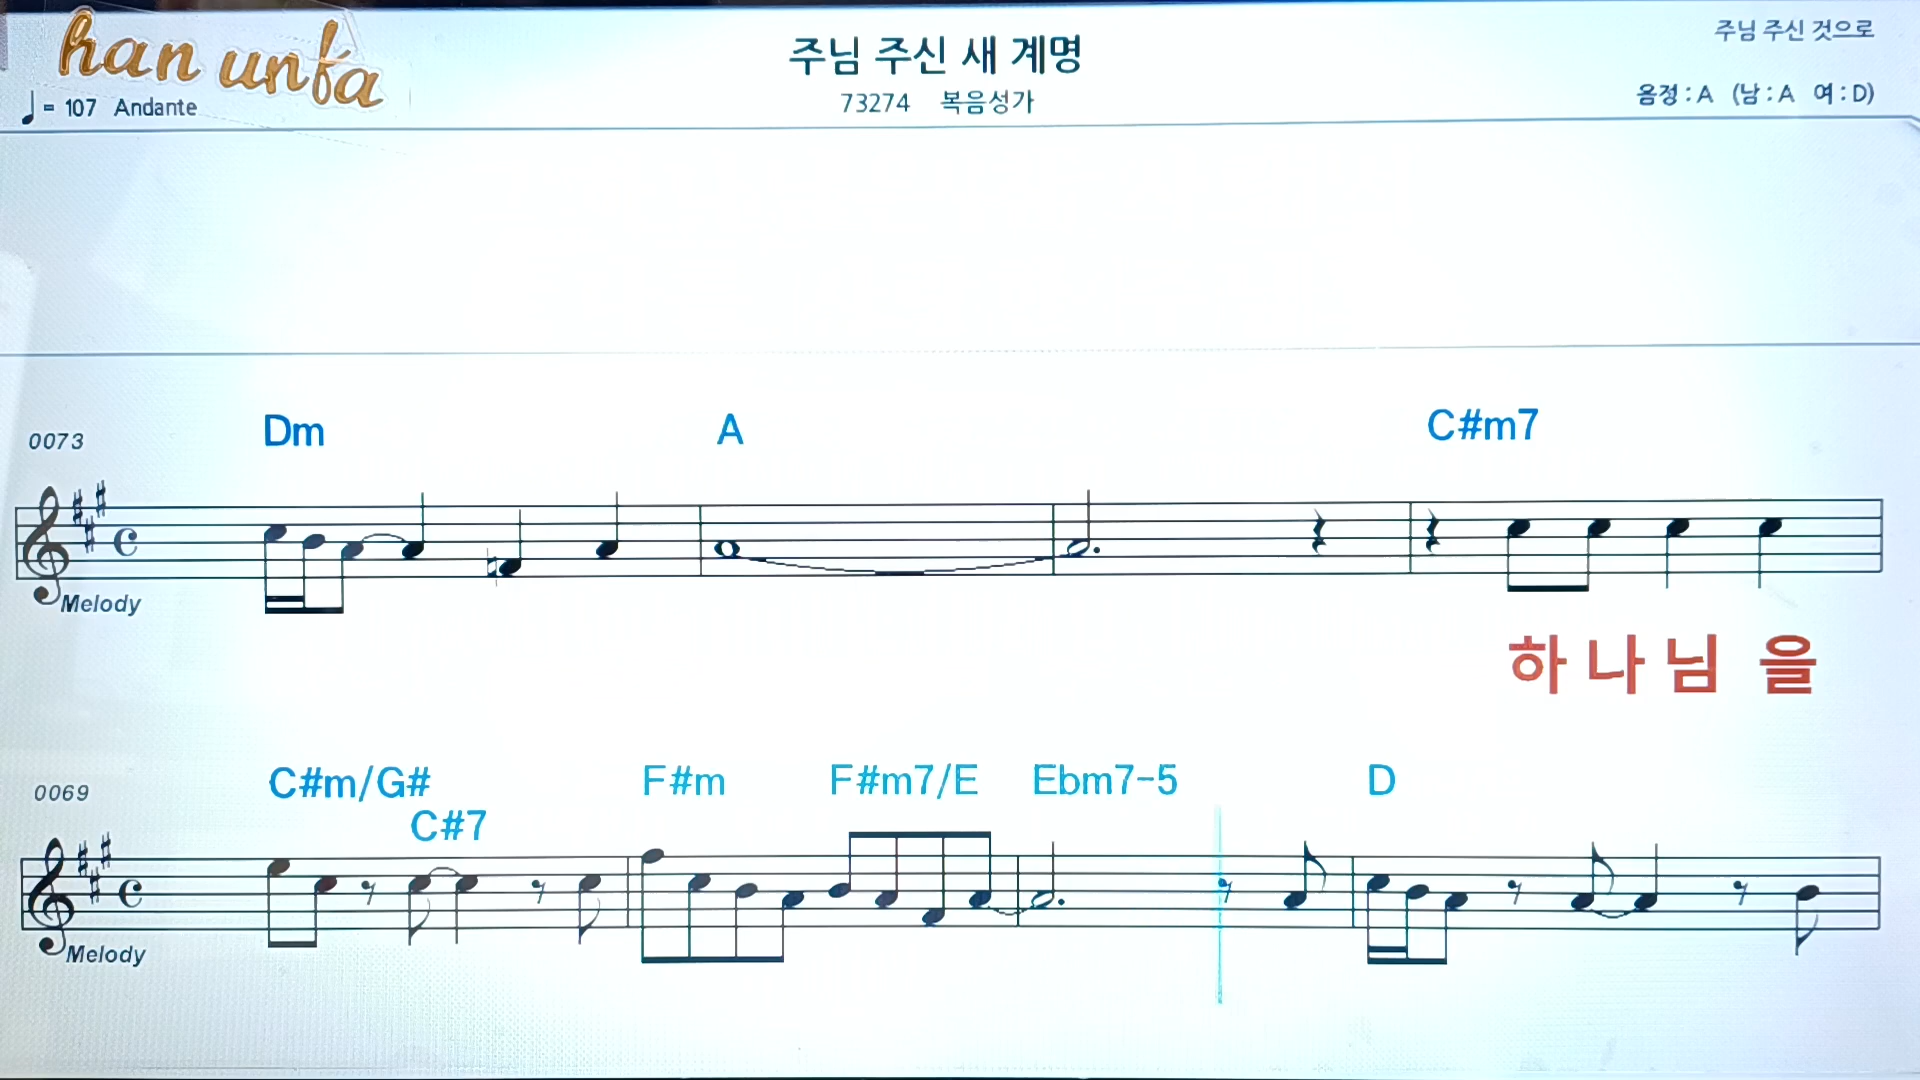 han unfa
주님 주신 새 계명
주님 주신 것으로
♩ = 107 Andante
73274 복음성가
음정 : A (남 : A 여 : D)
Dm A C#m7
0073
Melody
하 나 님 을
C#m/G# F#m F#m7/E Ebm7-5 D
0069
C#7
Melody